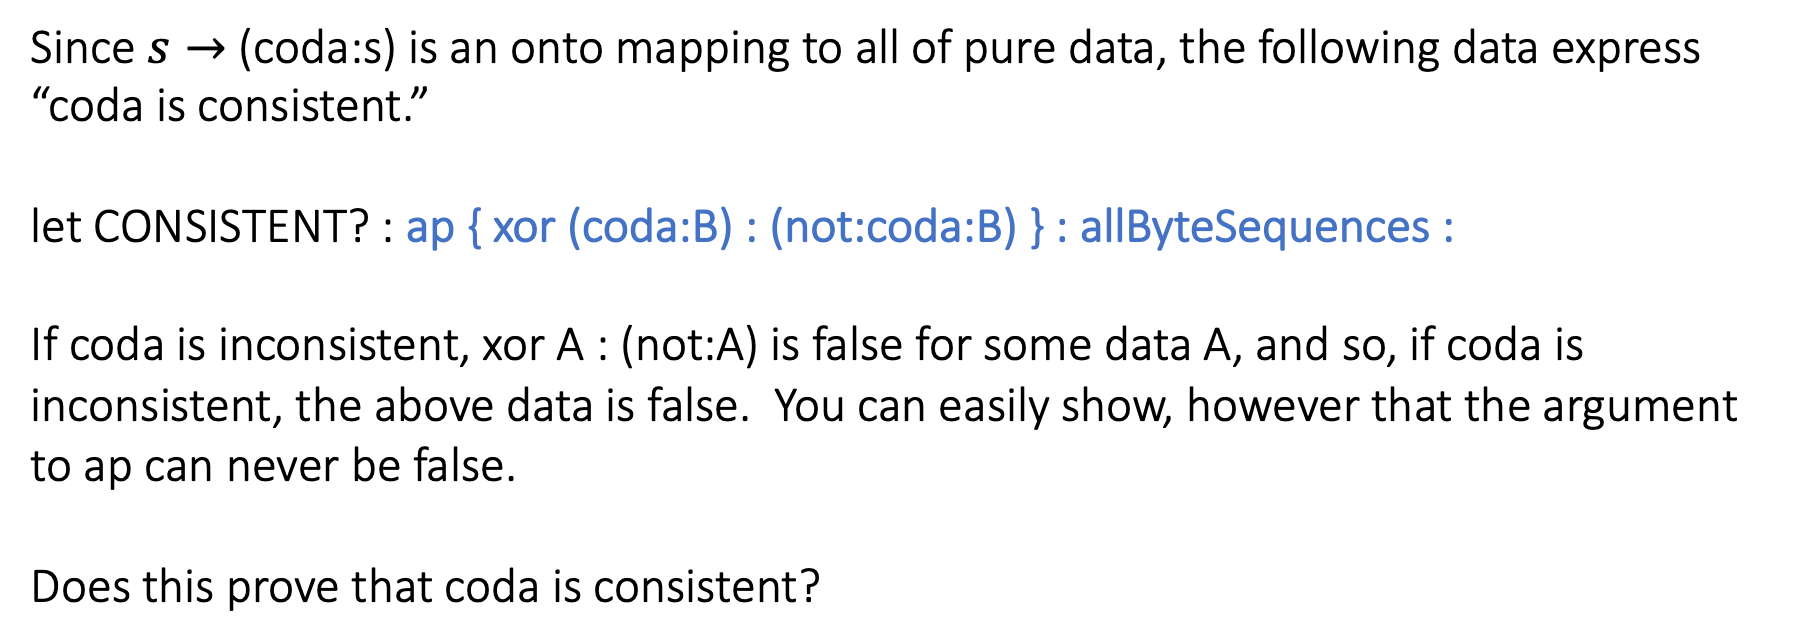 Since s → (coda:s) is an onto mapping to all of pure data, the following data express
“coda is consistent.”
let CONSISTENT? : ap { xor (coda:B) : (not:coda:B) } : allByteSequences :
If coda is inconsistent, xor A : (not:A) is false for some data A, and so, if coda is
inconsistent, the above data is false.  You can easily show, however that the argument
to ap can never be false.
Does this prove that coda is consistent?